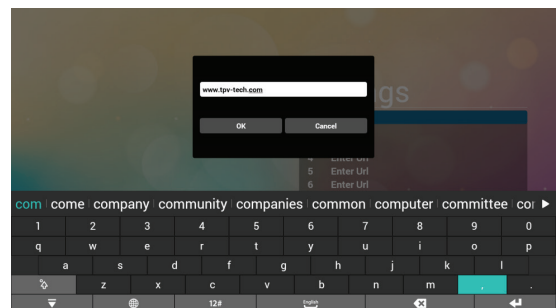 www.tpv-tech.com
gs
OK Cancel
4 Enter Url
5 Enter Url
6 Enter Url
com come company community companies common computer committee cor
1 2 3 4 5 6 7 8 9 0
q w e r t y u i o p
a s d f g h j k l
z x c v b n m , .
12# English